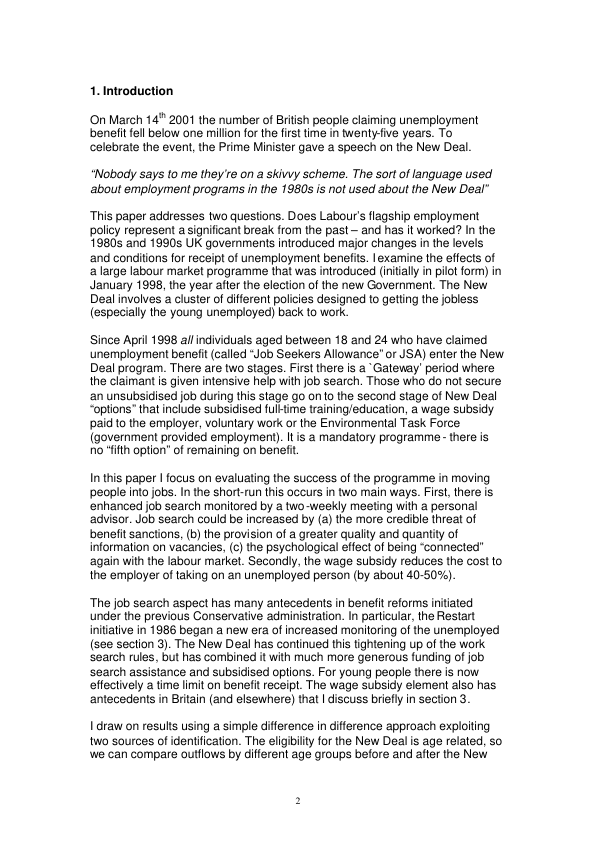 1. Introduction
On March 14th 2001 the number of British people claiming unemployment
benefit fell below one million for the first time in twenty-five years. To
celebrate the event, the Prime Minister gave a speech on the New Deal.
“Nobody says to me they’re on a skivvy scheme. The sort of language used
about employment programs in the 1980s is not used about the New Deal”
This paper addresses two questions. Does Labour’s flagship employment
policy represent a significant break from the past – and has it worked? In the
1980s and 1990s UK governments introduced major changes in the levels
and conditions for receipt of unemployment benefits. I examine the effects of
a large labour market programme that was introduced (initially in pilot form) in
January 1998, the year after the election of the new Government. The New
Deal involves a cluster of different policies designed to getting the jobless
(especially the young unemployed) back to work.
Since April 1998 all individuals aged between 18 and 24 who have claimed
unemployment benefit (called “Job Seekers Allowance” or JSA) enter the New
Deal program. There are two stages. First there is a `Gateway’ period where
the claimant is given intensive help with job search. Those who do not secure
an unsubsidised job during this stage go on to the second stage of New Deal
“options” that include subsidised full-time training/education, a wage subsidy
paid to the employer, voluntary work or the Environmental Task Force
(government provided employment). It is a mandatory programme - there is
no “fifth option” of remaining on benefit.
In this paper I focus on evaluating the success of the programme in moving
people into jobs. In the short-run this occurs in two main ways. First, there is
enhanced job search monitored by a two-weekly meeting with a personal
advisor. Job search could be increased by (a) the more credible threat of
benefit sanctions, (b) the provision of a greater quality and quantity of
information on vacancies, (c) the psychological effect of being “connected”
again with the labour market. Secondly, the wage subsidy reduces the cost to
the employer of taking on an unemployed person (by about 40-50%).
The job search aspect has many antecedents in benefit reforms initiated
under the previous Conservative administration. In particular, the Restart
initiative in 1986 began a new era of increased monitoring of the unemployed
(see section 3). The New Deal has continued this tightening up of the work
search rules, but has combined it with much more generous funding of job
search assistance and subsidised options. For young people there is now
effectively a time limit on benefit receipt. The wage subsidy element also has
antecedents in Britain (and elsewhere) that I discuss briefly in section 3.
I draw on results using a simple difference in difference approach exploiting
two sources of identification. The eligibility for the New Deal is age related, so
we can compare outflows by different age groups before and after the New
2